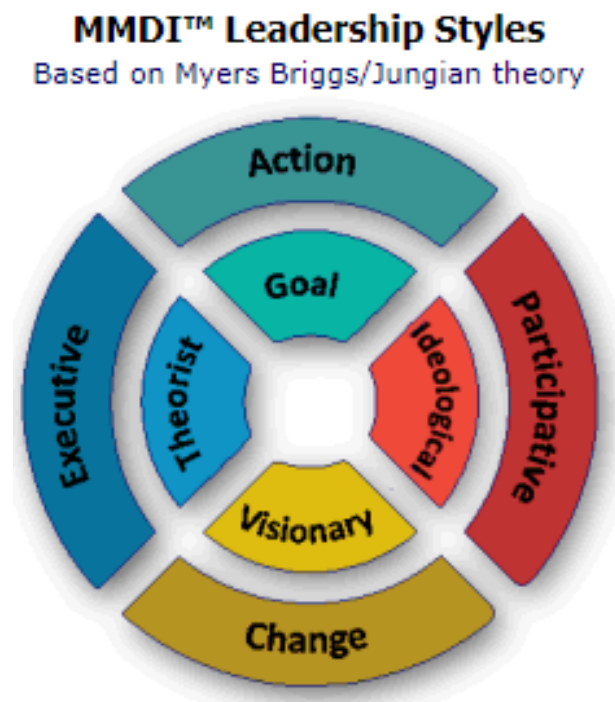 MMDI™ Leadership Styles
Based on Myers Briggs/Jungian theory
Action
Goal
Executive
Theorist
Ideological
Participative
Visionary
Change